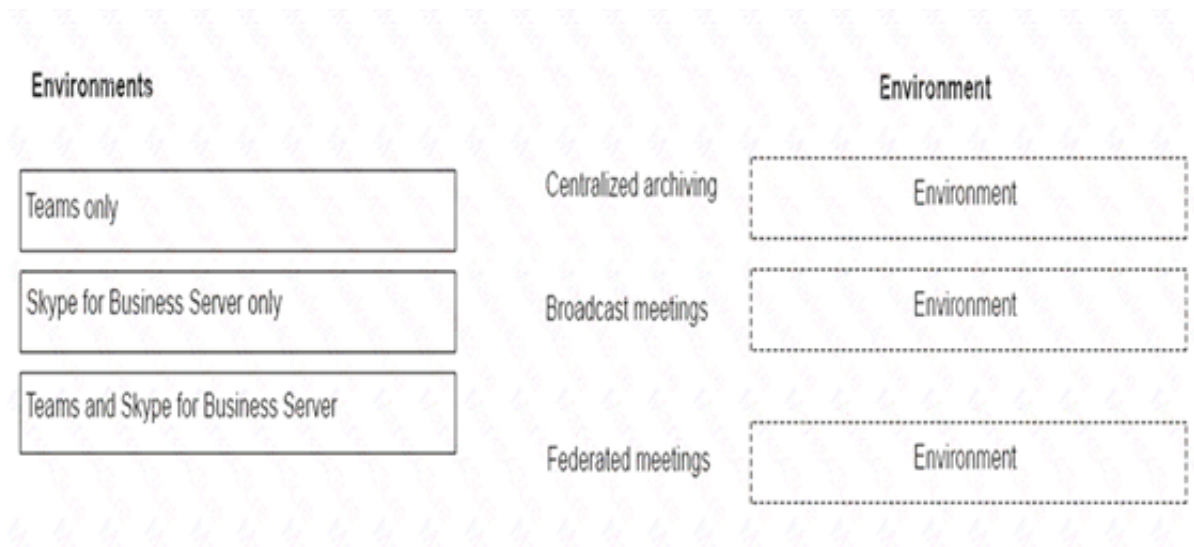 Environments
Environment
Teams only
Skype for Business Server only
Teams and Skype for Business Server
Centralized archiving
Environment
Broadcast meetings
Environment
Federated meetings
Environment